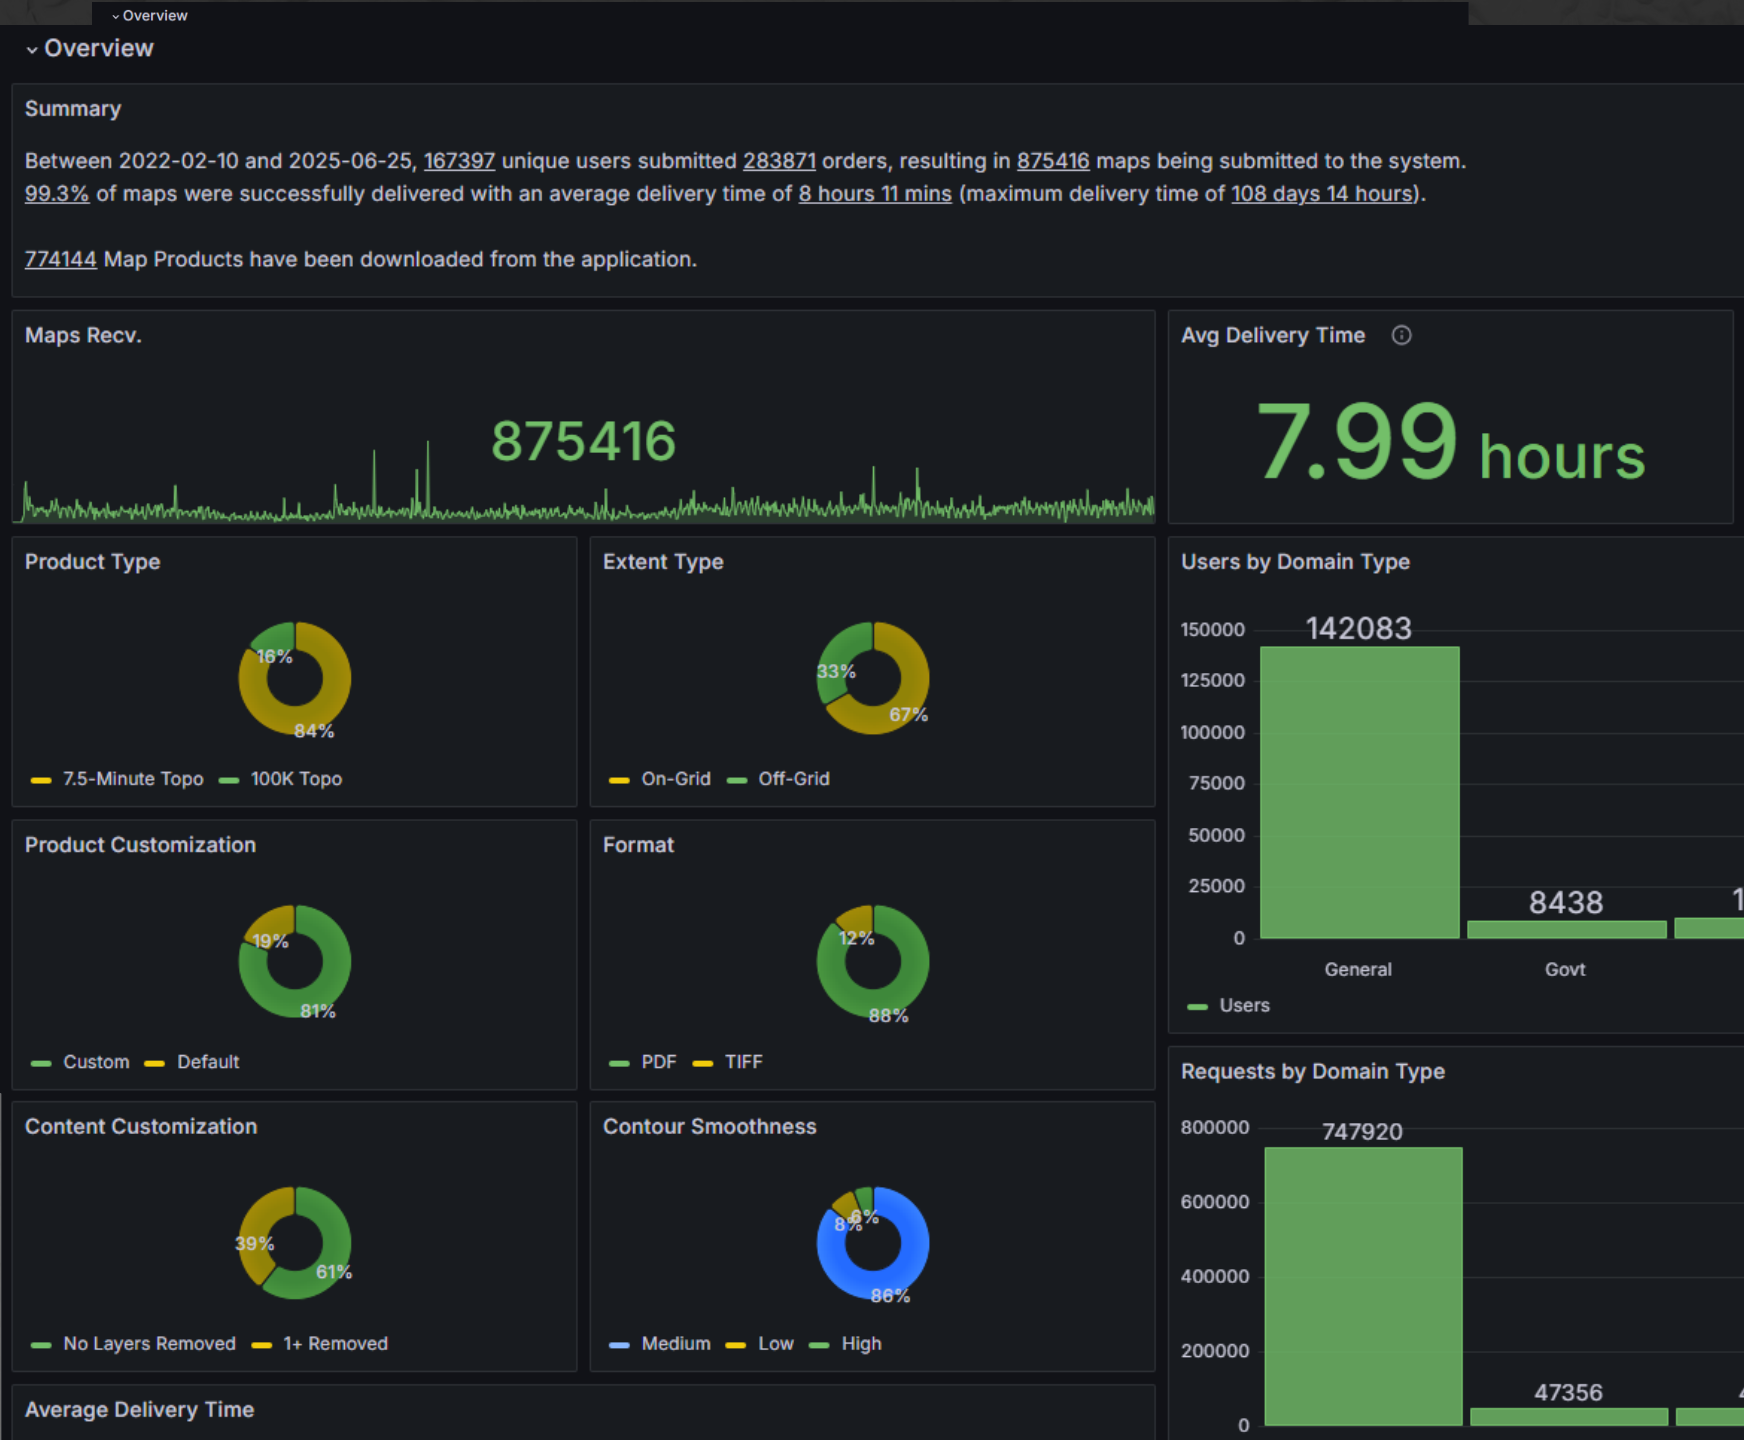 Overview
Overview
Summary
Between 2022-02-10 and 2025-06-25, 167397 unique users submitted 283871 orders, resulting in 875416 maps being submitted to the system.
99.3% of maps were successfully delivered with an average delivery time of 8 hours 11 mins (maximum delivery time of 108 days 14 hours).
774144 Map Products have been downloaded from the application.
Maps Recv.
875416
Avg Delivery Time
7.99 hours
Product Type
16%
84%
7.5-Minute Topo 100K Topo
Extent Type
33%
67%
On-Grid Off-Grid
Users by Domain Type
150000
125000
100000
75000
50000
25000
0
142083
8438
1
General
Govt
Users
Product Customization
19%
81%
Custom Default
Format
12%
88%
PDF TIFF
Requests by Domain Type
800000
600000
400000
200000
0
747920
47356
Content Customization
39%
61%
No Layers Removed 1+ Removed
Contour Smoothness
8%
6%
86%
Medium Low High
Average Delivery Time